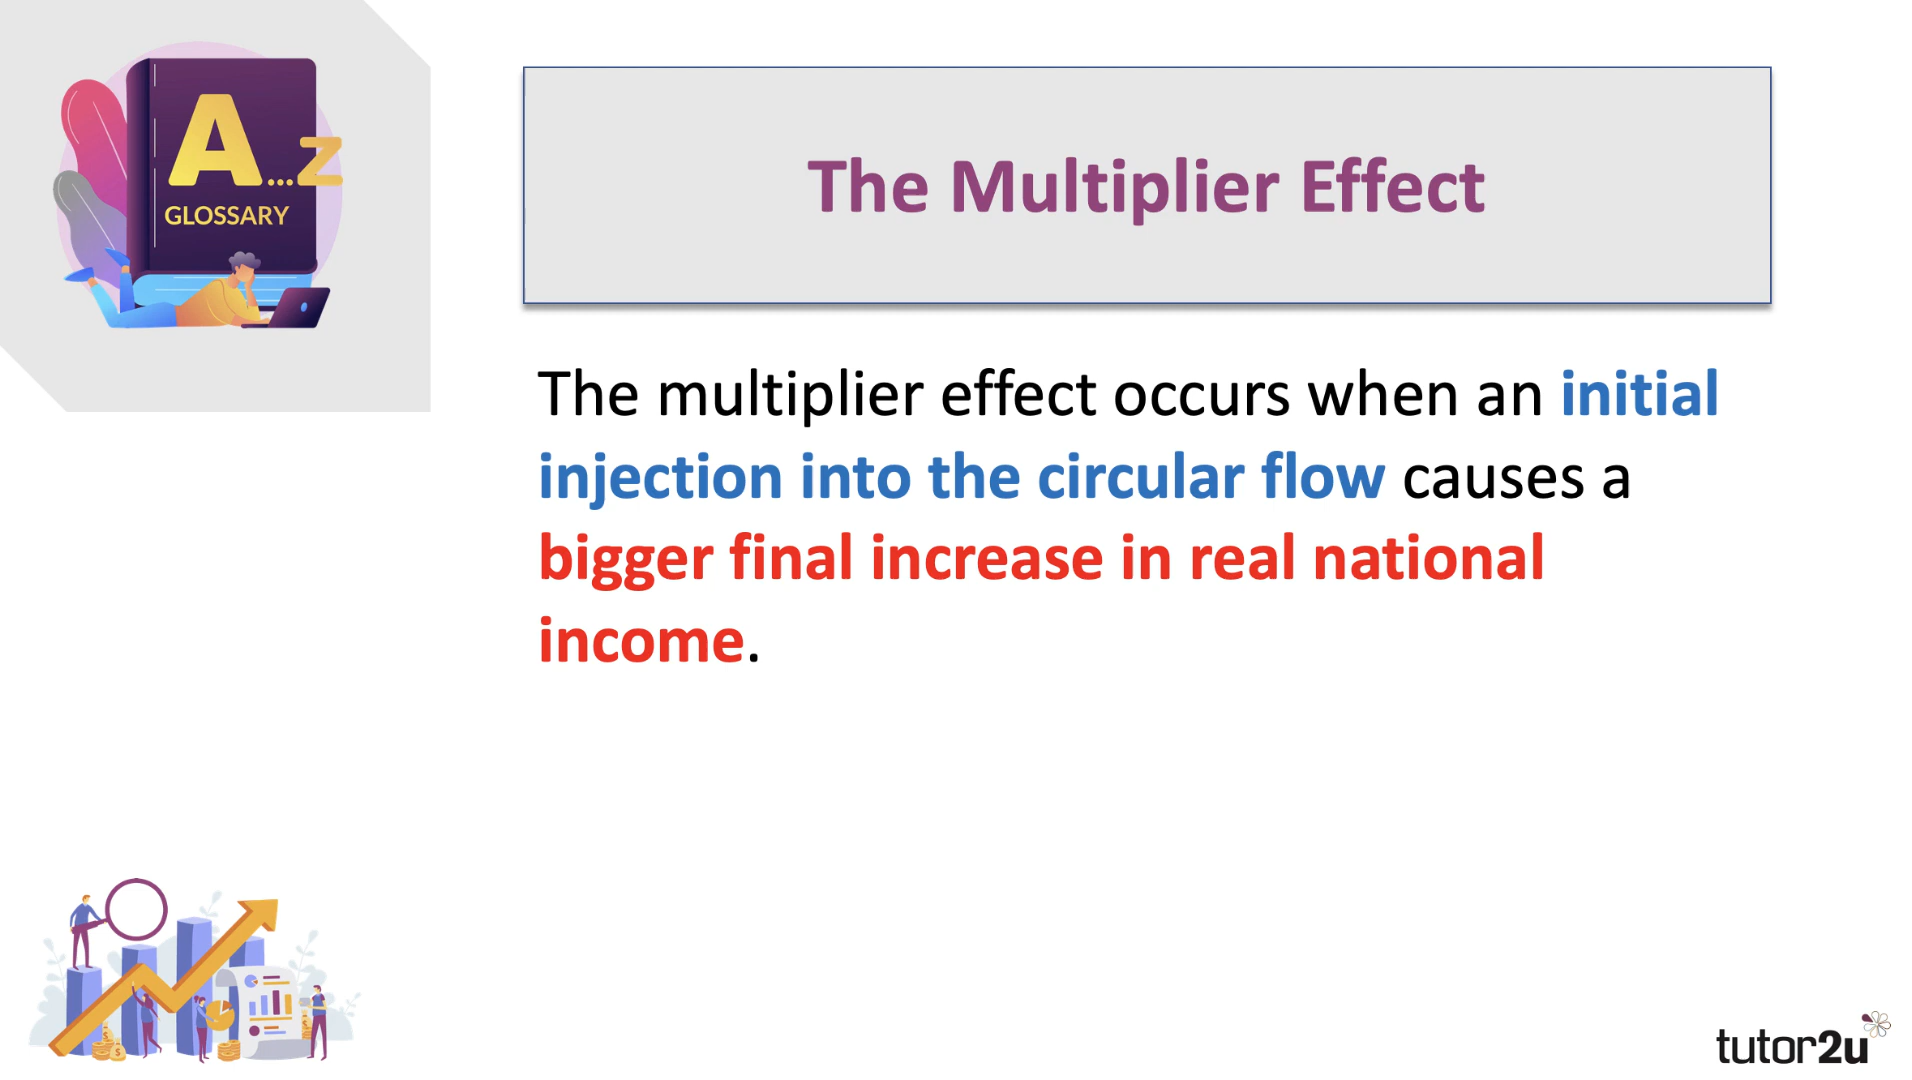 A...Z
GLOSSARY
The Multiplier Effect
The multiplier effect occurs when an initial
injection into the circular flow causes a
bigger final increase in real national
income.
tutor2u